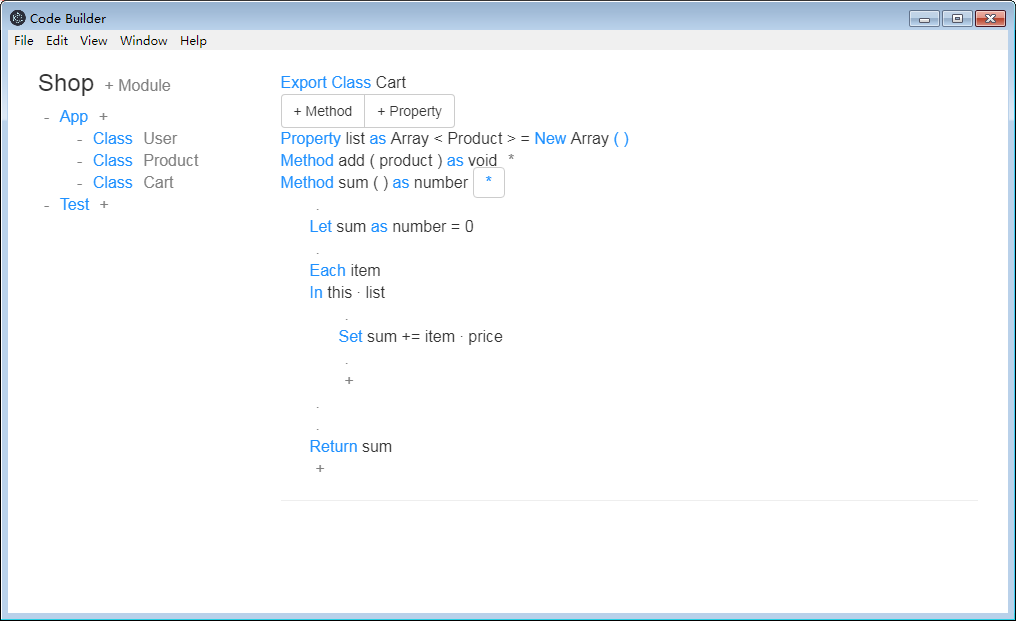 Code Builder
File Edit View Window Help
Shop + Module
- App +
- Class User
- Class Product
- Class Cart
- Test +
Export Class Cart
+ Method + Property
Property list as Array < Product > = New Array ( )
Method add ( product ) as void *
Method sum ( ) as number *
.
Let sum as number = 0
.
Each item
In this · list
.
Set sum += item · price
.
+
.
.
Return sum
+